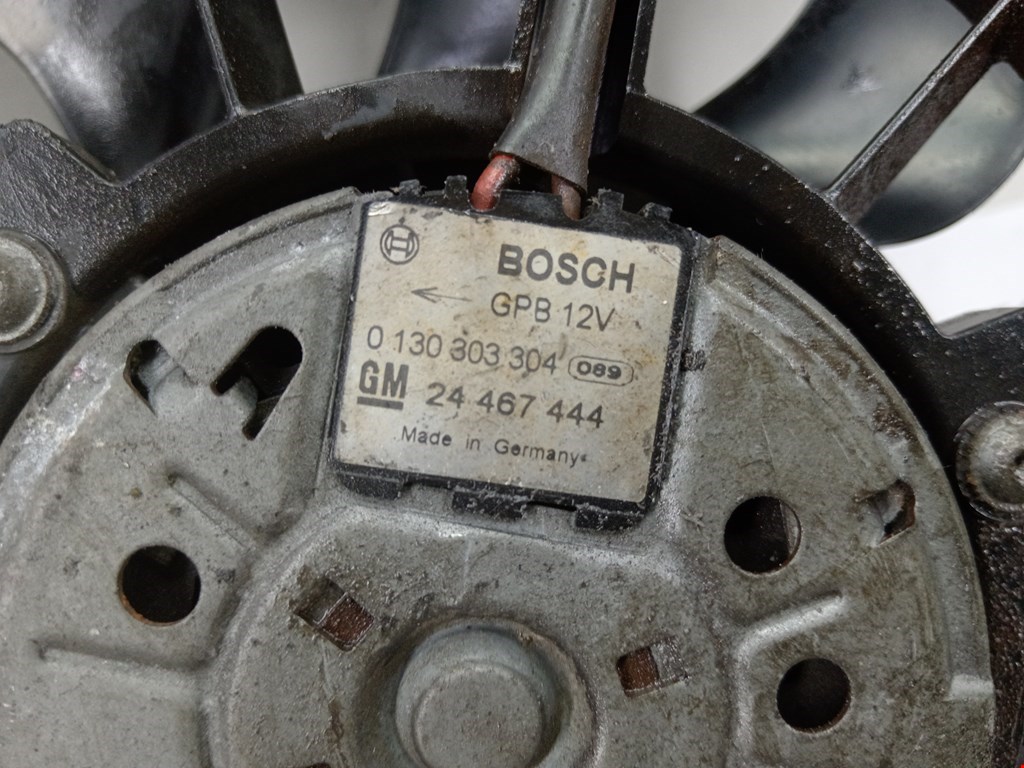 BOSCH
GPB 12V
0 130 303 304 089
GM 24 467 444
Made in Germany